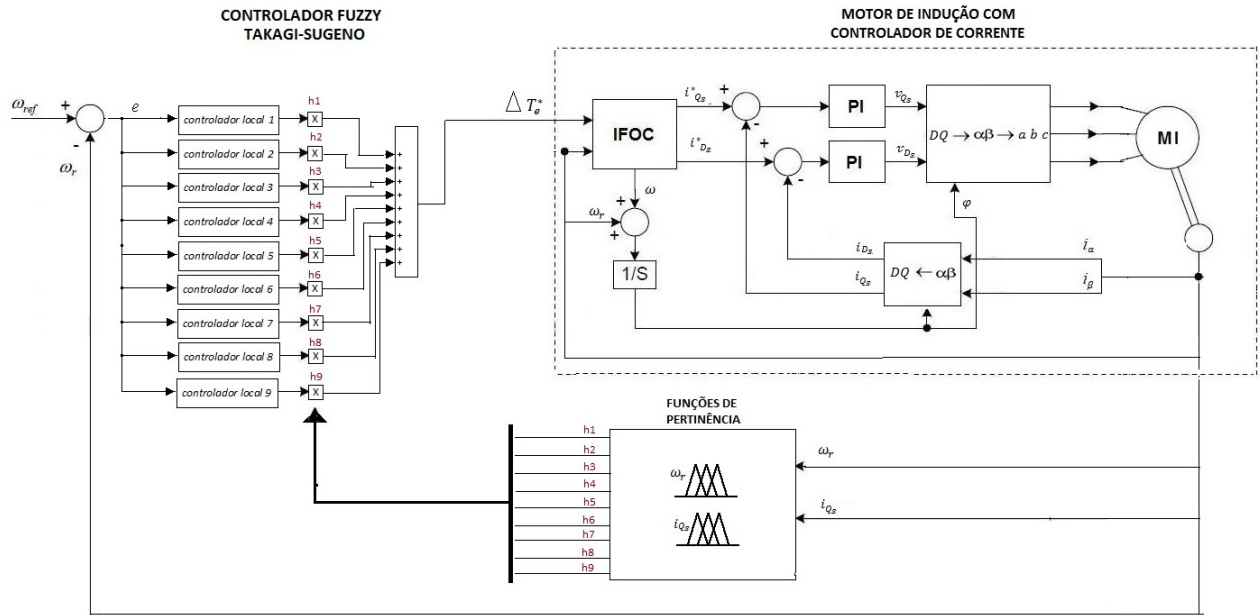 CONTROLADOR FUZZY
TAKAGI-SUGENO
MOTOR DE INDUÇÃO COM
CONTROLADOR DE CORRENTE
ω_ref
+
-
ω_r
e
controlador local 1
controlador local 2
controlador local 3
controlador local 4
controlador local 5
controlador local 6
controlador local 7
controlador local 8
controlador local 9
h1
X
h2
X
h3
X
h4
X
h5
X
h6
X
h7
X
h8
X
h9
X
+
+
+
+
+
+
+
+
+
Δ T_e^*
IFOC
i^*_Qs
i^*_Ds
+
-
+
-
PI
PI
v_Qs
v_Ds
DQ → αβ → a b c
MI
ω
ω_r
+
+
1/S
φ
i_Ds
i_Qs
DQ ← αβ
i_α
i_β
FUNÇÕES DE
PERTINÊNCIA
h1
h2
h3
h4
h5
h6
h7
h8
h9
ω_r
i_Qs
ω_r
i_Qs